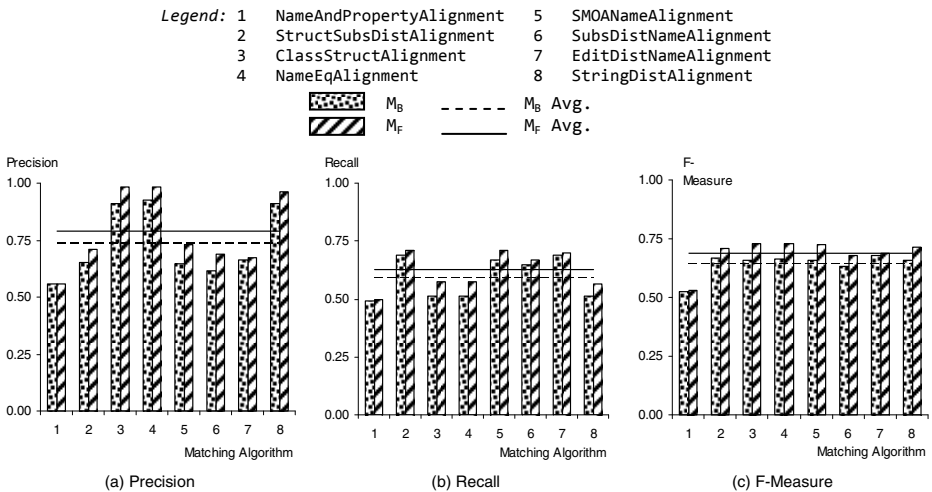 Legend: 1 NameAndPropertyAlignment 5 SMOANameAlignment
2 StructSubsDistAlignment 6 SubsDistNameAlignment
3 ClassStructAlignment 7 EditDistNameAlignment
4 NameEqAlignment 8 StringDistAlignment
M_B M_B Avg.
M_F M_F Avg.
Precision
1.00
0.75
0.50
0.25
0.00
1 2 3 4 5 6 7 8
Matching Algorithm
(a) Precision
Recall
1.00
0.75
0.50
0.25
0.00
1 2 3 4 5 6 7 8
Matching Algorithm
(b) Recall
F-
Measure
1.00
0.75
0.50
0.25
0.00
1 2 3 4 5 6 7 8
Matching Algorithm
(c) F-Measure